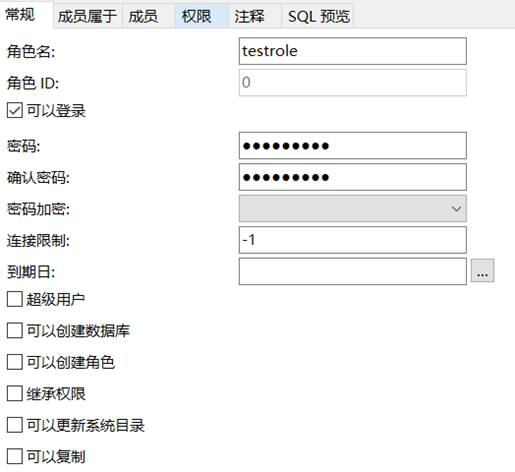 常规 成员属于 成员 权限 注释 SQL 预览
角色名: testrole
角色 ID: 0
可以登录
密码: ●●●●●●●●●
确认密码: ●●●●●●●●●
密码加密:
连接限制: -1
到期日: ...
超级用户
可以创建数据库
可以创建角色
继承权限
可以更新系统目录
可以复制